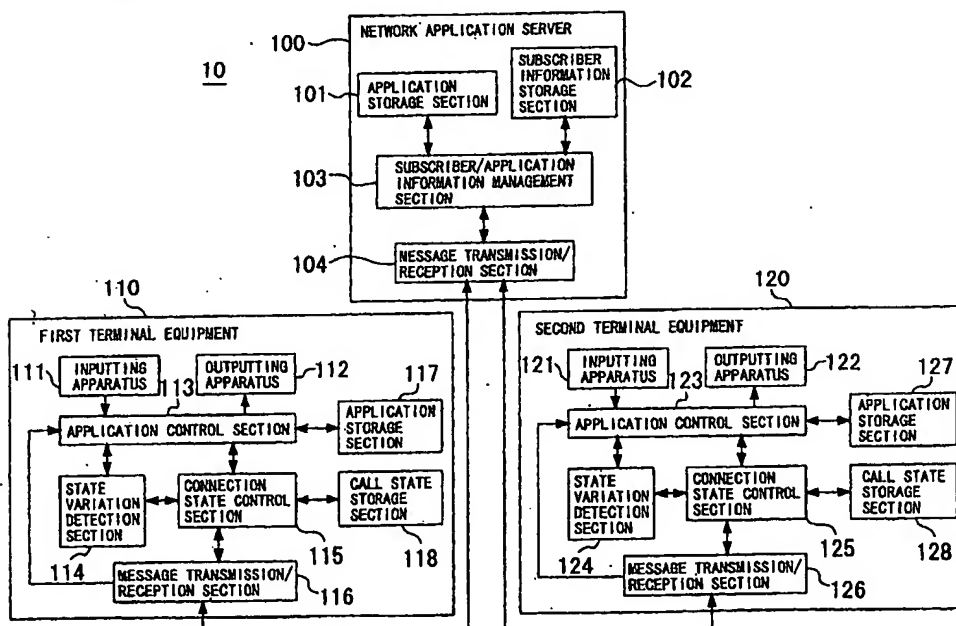 10
100
NETWORK APPLICATION SERVER
101
APPLICATION
STORAGE SECTION
SUBSCRIBER
INFORMATION
STORAGE
SECTION
102
103
SUBSCRIBER/APPLICATION
INFORMATION MANAGEMENT
SECTION
104
MESSAGE TRANSMISSION/
RECEPTION SECTION
110
FIRST TERMINAL EQUIPMENT
111
INPUTTING
APPARATUS
OUTPUTTING
APPARATUS
112
113
APPLICATION CONTROL SECTION
117
APPLICATION
STORAGE
SECTION
STATE
VARIATION
DETECTION
SECTION
114
CONNECTION
STATE CONTROL
SECTION
115
CALL STATE
STORAGE
SECTION
118
MESSAGE TRANSMISSION/
RECEPTION SECTION
116
120
SECOND TERMINAL EQUIPMENT
121
INPUTTING
APPARATUS
OUTPUTTING
APPARATUS
122
123
APPLICATION CONTROL SECTION
127
APPLICATION
STORAGE
SECTION
STATE
VARIATION
DETECTION
SECTION
124
CONNECTION
STATE CONTROL
SECTION
125
CALL STATE
STORAGE
SECTION
128
MESSAGE TRANSMISSION/
RECEPTION SECTION
126